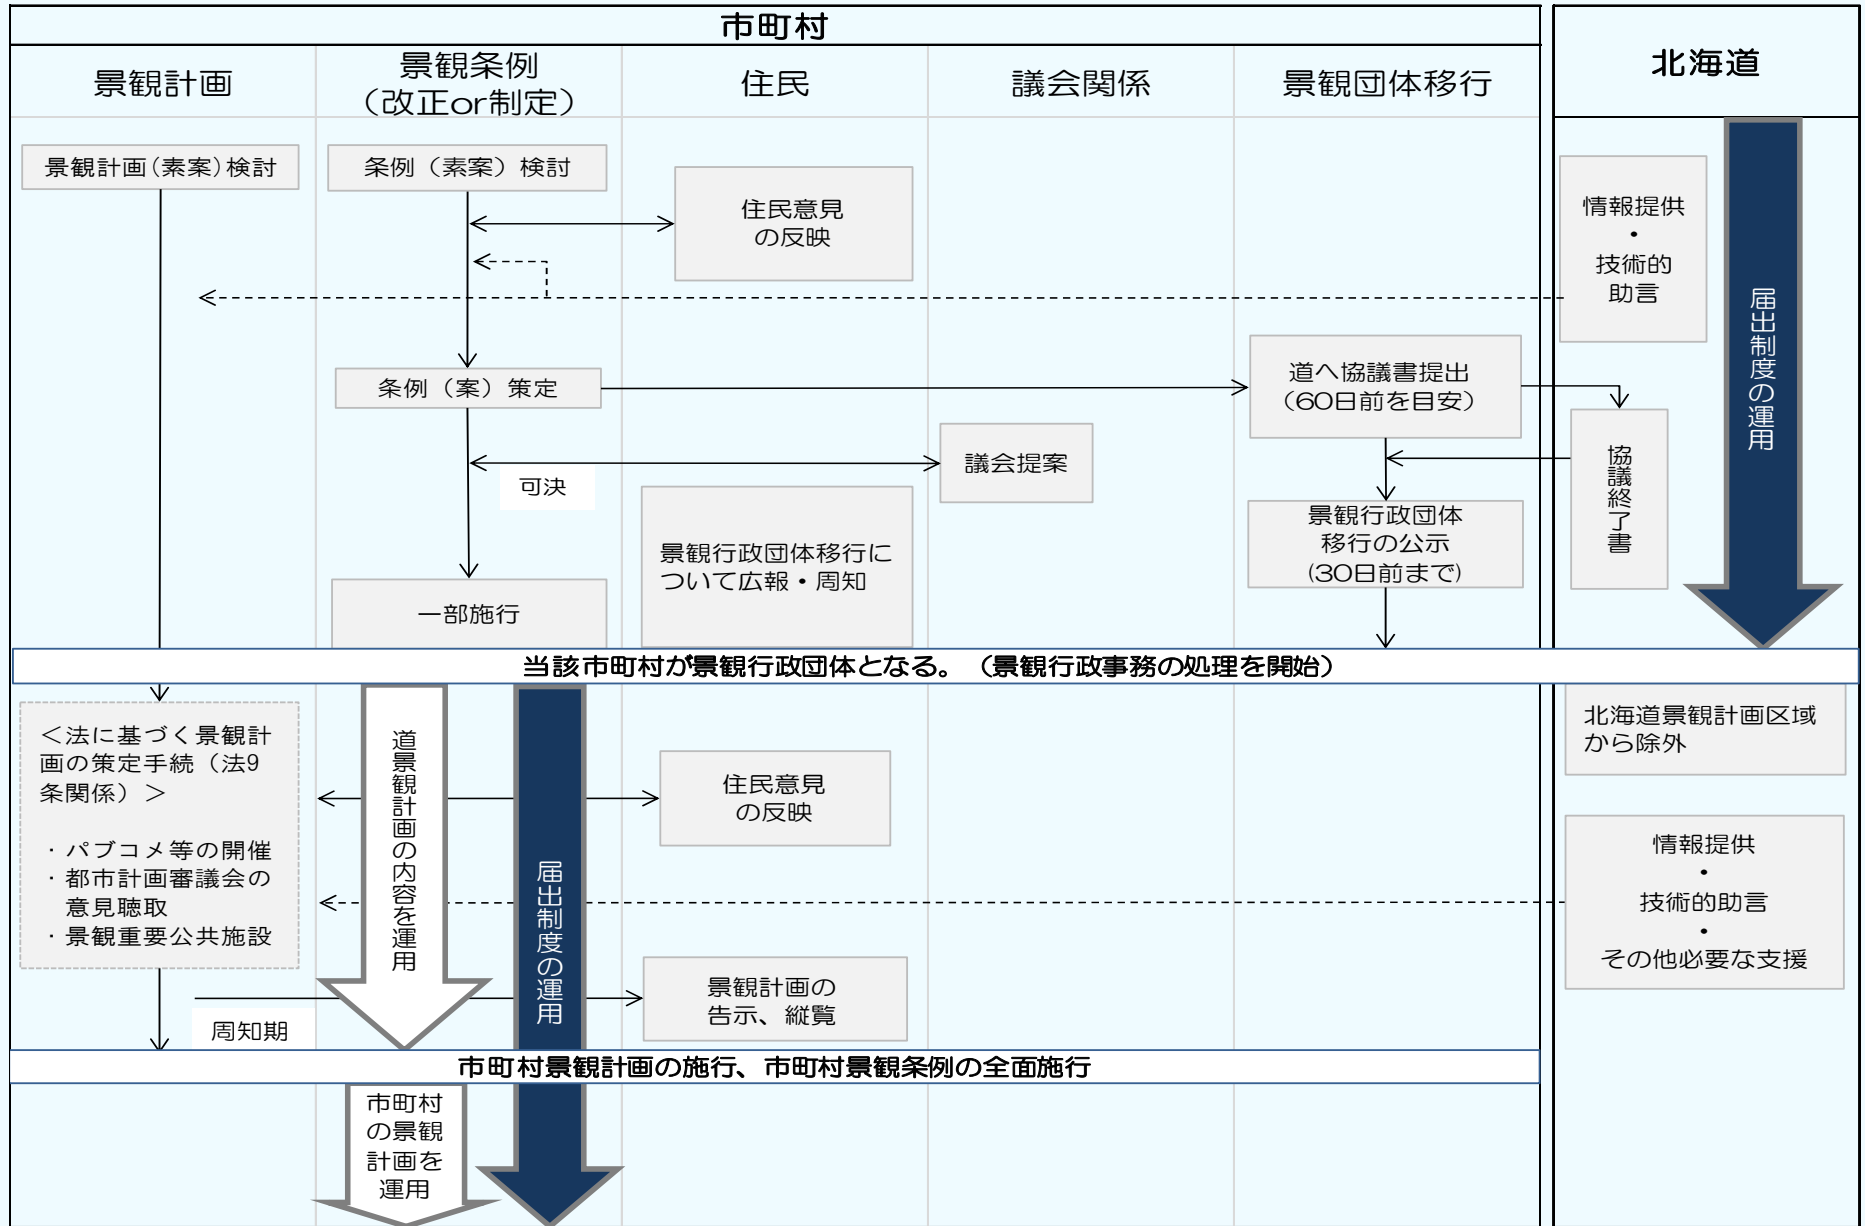 市町村
北海道
景観計画
景観条例
（改正or制定）
住民
議会関係
景観団体移行
景観計画（素案）検討
条例（素案）検討
住民意見
の反映
情報提供
・
技術的
助言
届出制度の運用
条例（案）策定
道へ協議書提出
（60日前を目安）
議会提案
可決
協議終了書
景観行政団体移行に
ついて広報・周知
景観行政団体
移行の公示
(30日前まで)
一部施行
当該市町村が景観行政団体となる。（景観行政事務の処理を開始）
＜法に基づく景観計
画の策定手続（法9
条関係）＞
・パブコメ等の開催
・都市計画審議会の
意見聴取
・景観重要公共施設
道景観計画の内容を運用
届出制度の運用
住民意見
の反映
北海道景観計画区域
から除外
情報提供
・
技術的助言
・
その他必要な支援
景観計画の
告示、縦覧
周知期
市町村景観計画の施行、市町村景観条例の全面施行
市町村
の景観
計画を
運用